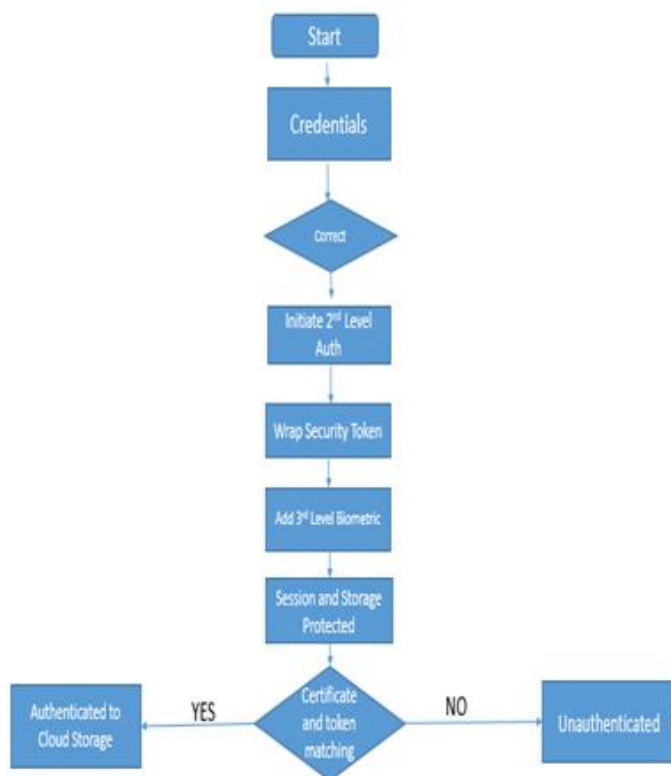 Start
Credentials
Correct
Initiate 2nd Level
Auth
Wrap Security Token
Add 3rd Level Biometric
Session and Storage
Protected
Certificate
and token
matching
YES
NO
Authenticated to
Cloud Storage
Unauthenticated